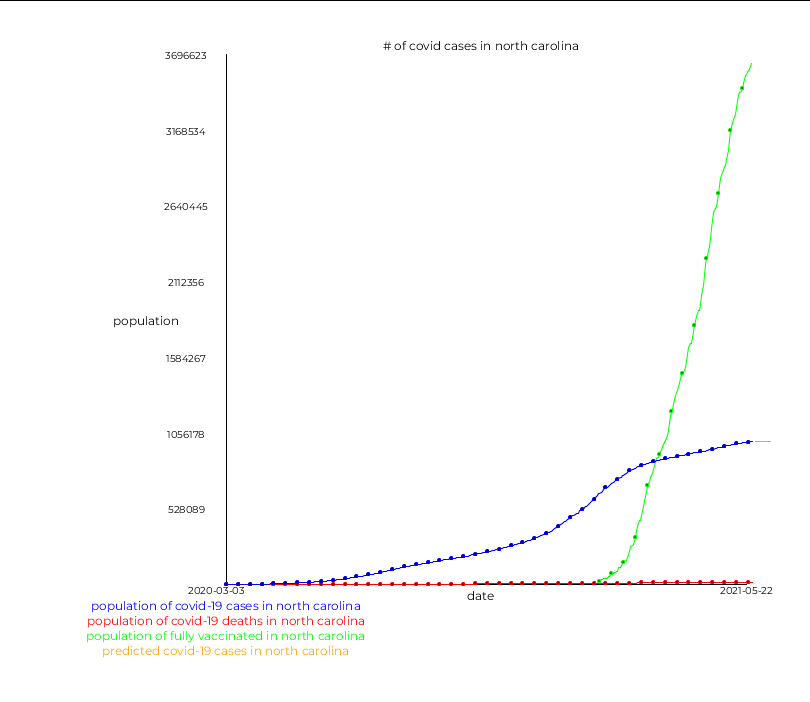 # of covid cases in north carolina
3696623
3168534
2640445
2112356
population
1584267
1056178
528089
2020-03-03
date
2021-05-22
population of covid-19 cases in north carolina
population of covid-19 deaths in north carolina
population of fully vaccinated in north carolina
predicted covid-19 cases in north carolina